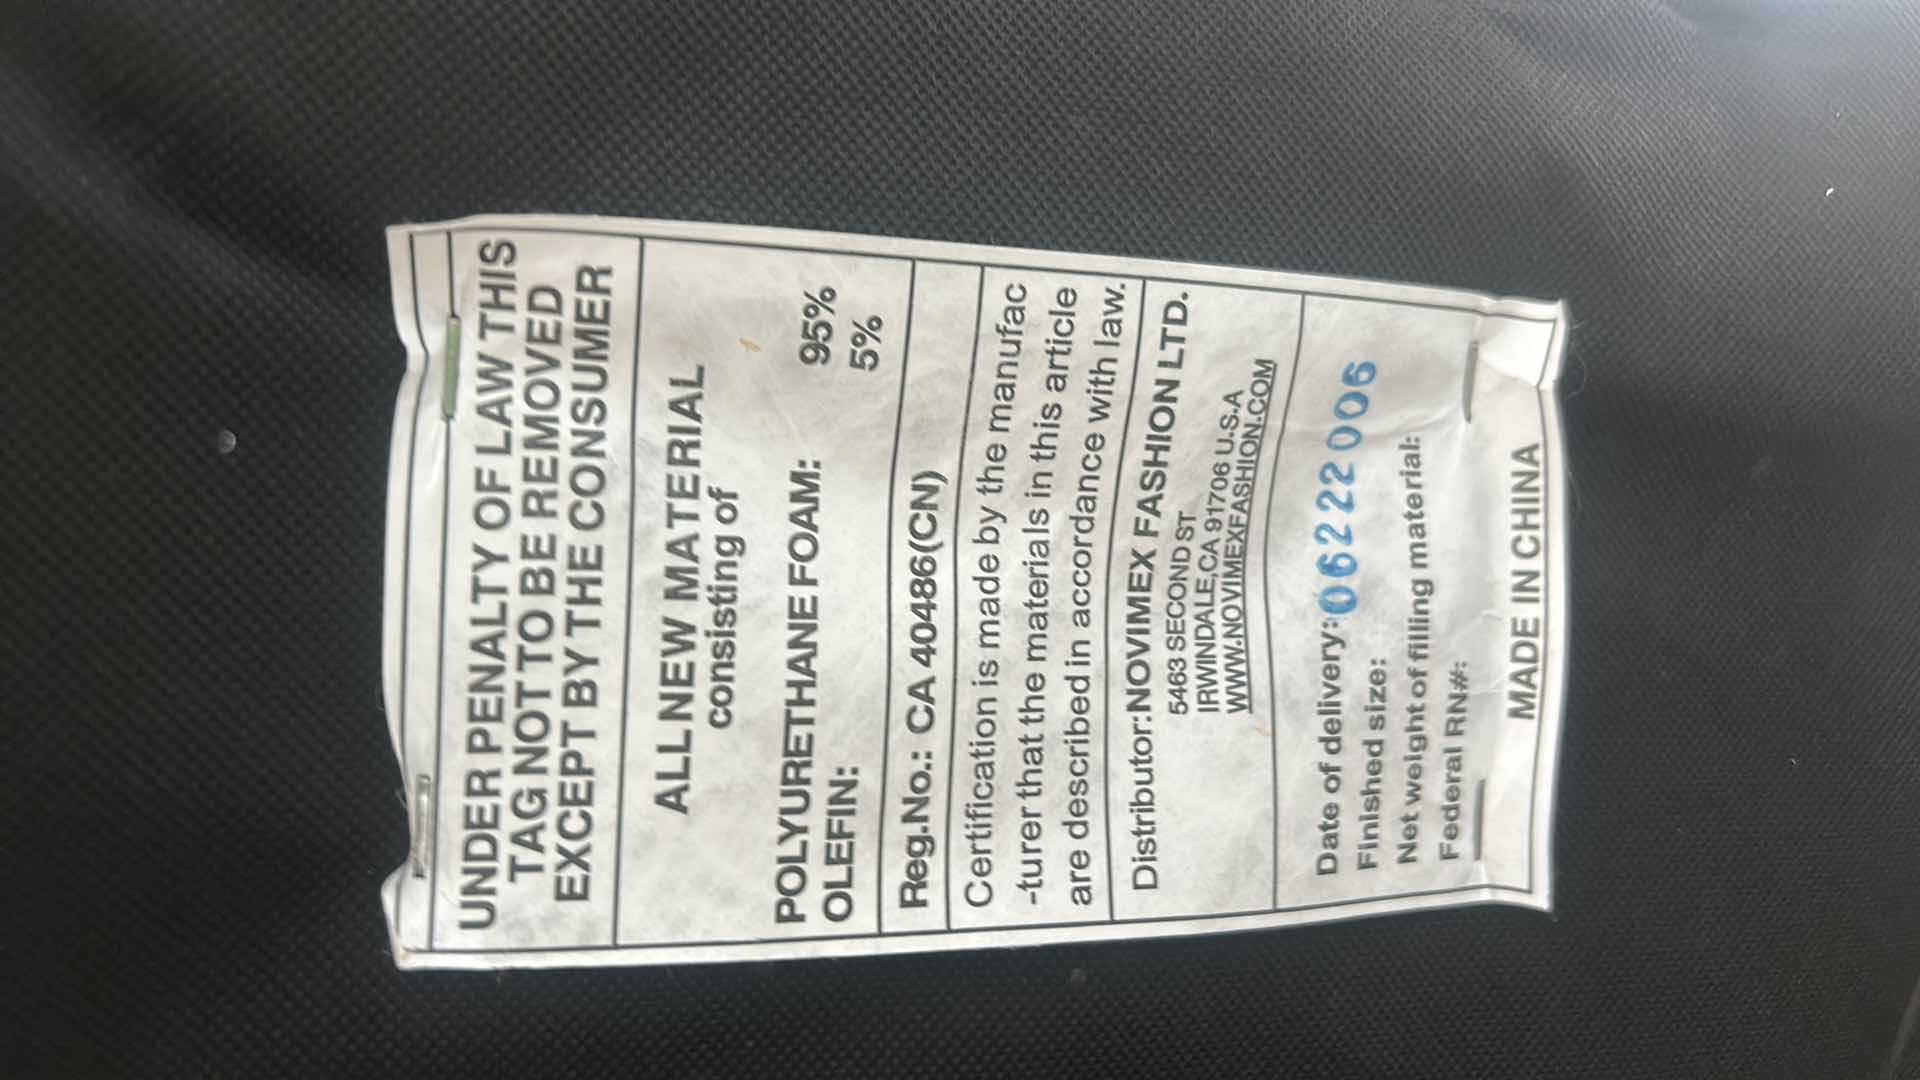 UNDER PENALTY OF LAW THIS
TAG NOT TO BE REMOVED
EXCEPT BY THE CONSUMER
ALL NEW MATERIAL
consisting of
POLYURETHANE FOAM: 95%
OLEFIN: 5%
Reg.No.: CA 40486(CN)
Certification is made by the manufac
-turer that the materials in this article
are described in accordance with law.
Distributor:NOVIMEX FASHION LTD.
5463 SECOND ST
IRWINDALE,CA 91706 U.S.A
WWW.NOVIMEXFASHION.COM
Date of delivery:06222006
Finished size:
Net weight of filling material:
Federal RN#:
MADE IN CHINA